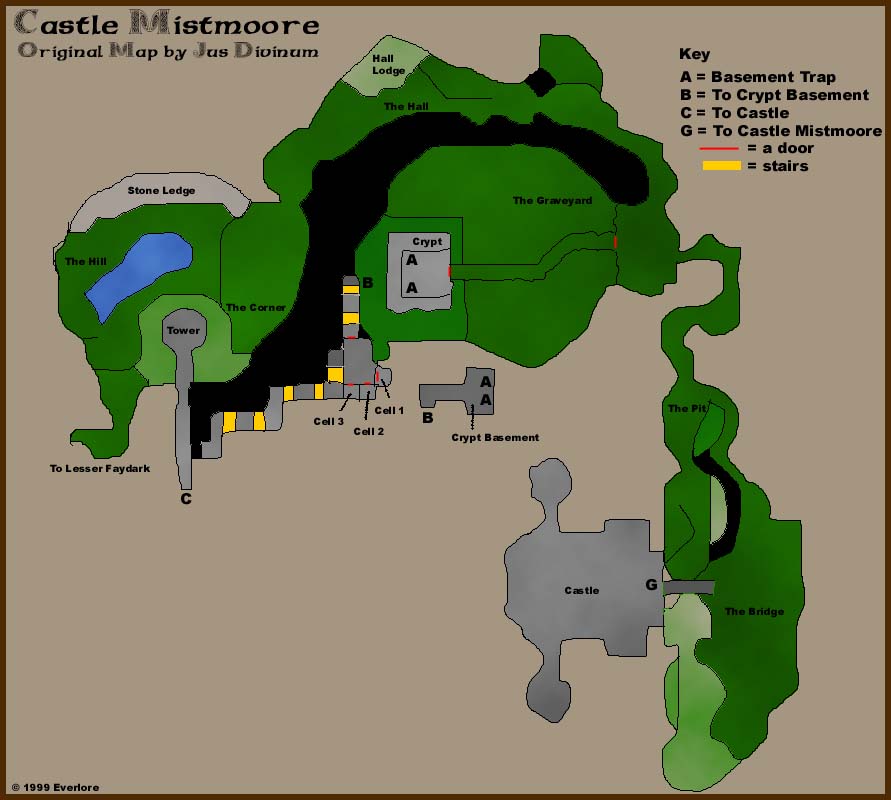 Castle Mistmoore
Original Map by Jus Divinum
Key
A = Basement Trap
B = To Crypt Basement
C = To Castle
G = To Castle Mistmoore
= a door
= stairs
Hall
Lodge
The Hall
Stone Ledge
The Graveyard
Crypt
A
A
The Hill
B
The Corner
Tower
A
A
B
Cell 1
Cell 2
Cell 3
Crypt Basement
The Pit
To Lesser Faydark
C
Castle
G
The Bridge
© 1999 Everlore